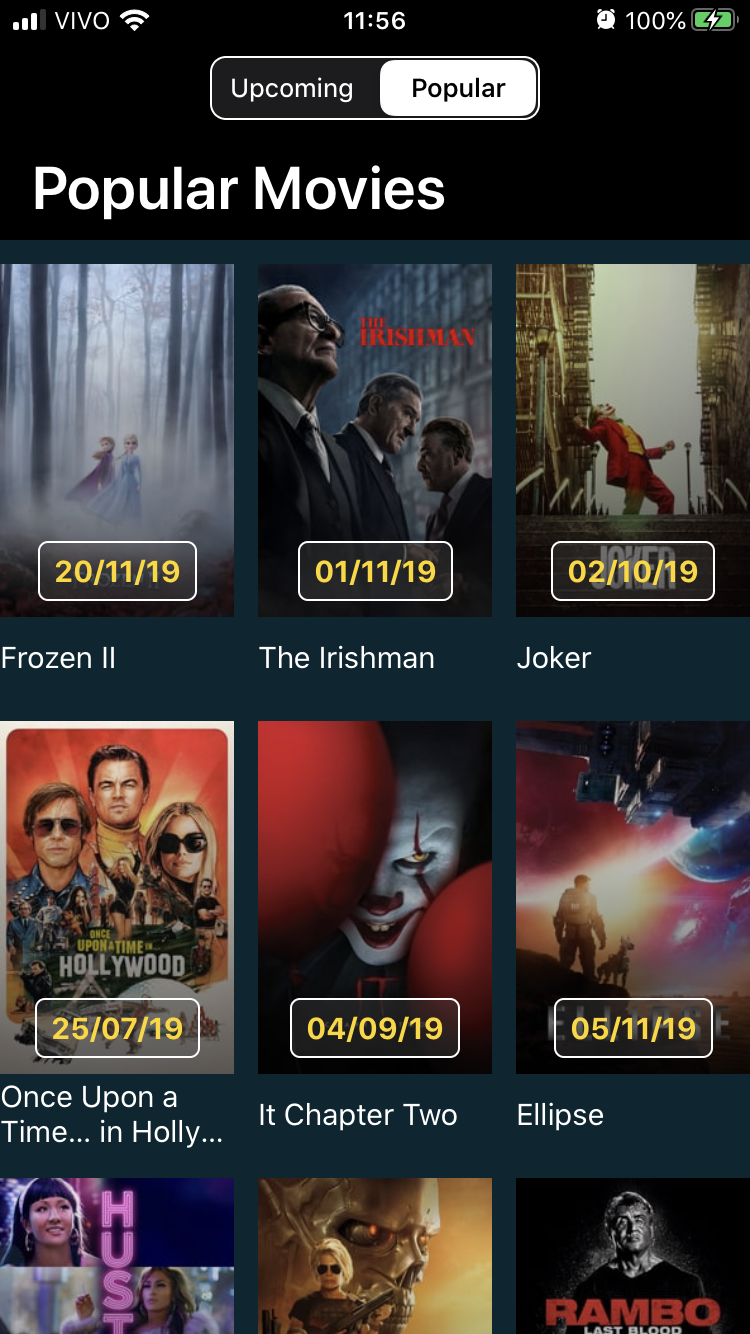 VIVO
11:56
100%
Upcoming
Popular
Popular Movies
THE
IRISHMAN
20/11/19
01/11/19
JOKER
02/10/19
Frozen II
The Irishman
Joker
ONCE
UPON A TIME IN...
HOLLYWOOD
25/07/19
IT
04/09/19
ELLIPSE
05/11/19
Once Upon a
Time... in Holly...
It Chapter Two
Ellipse
HUST
RAMBO
LAST BLOOD